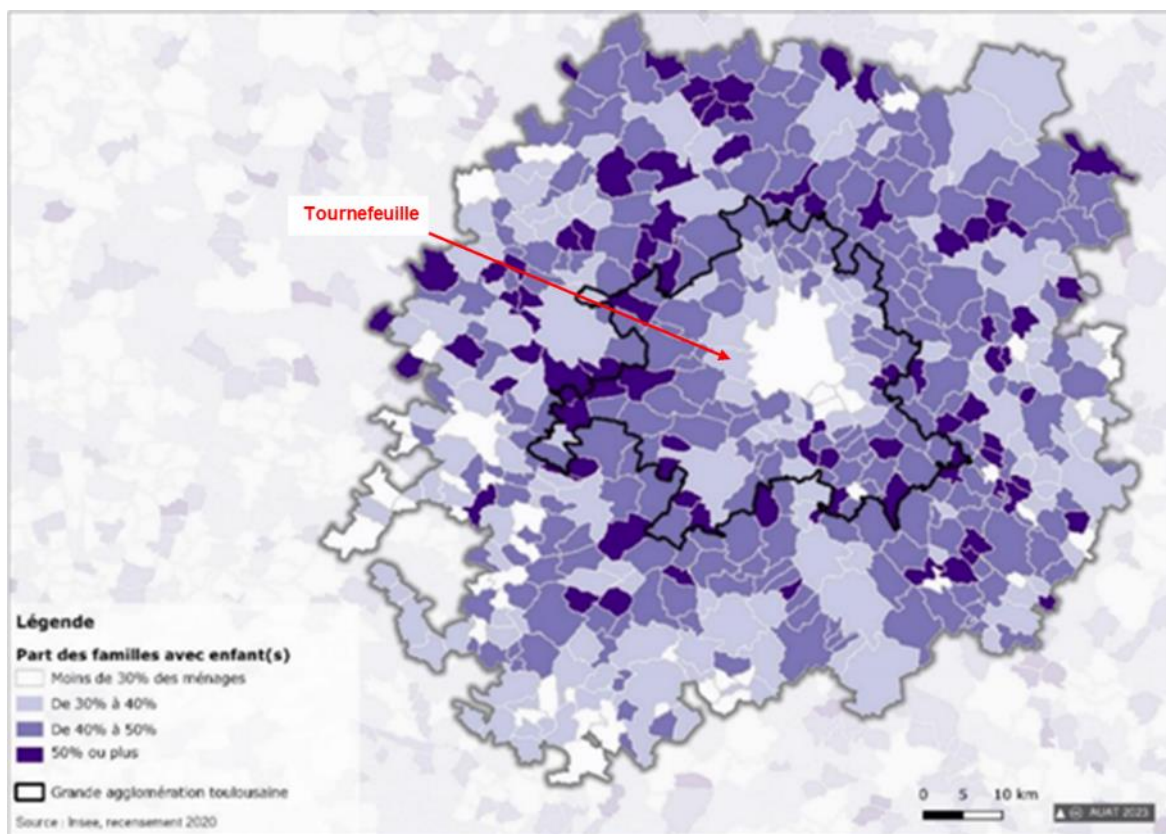 Tournefeuille
Légende
Part des familles avec enfant(s)
Moins de 30% des ménages
De 30% à 40%
De 40% à 50%
50% ou plus
Grande agglomération toulousaine
Source : Insee, recensement 2020
0 5 10 km
AUAT 2023